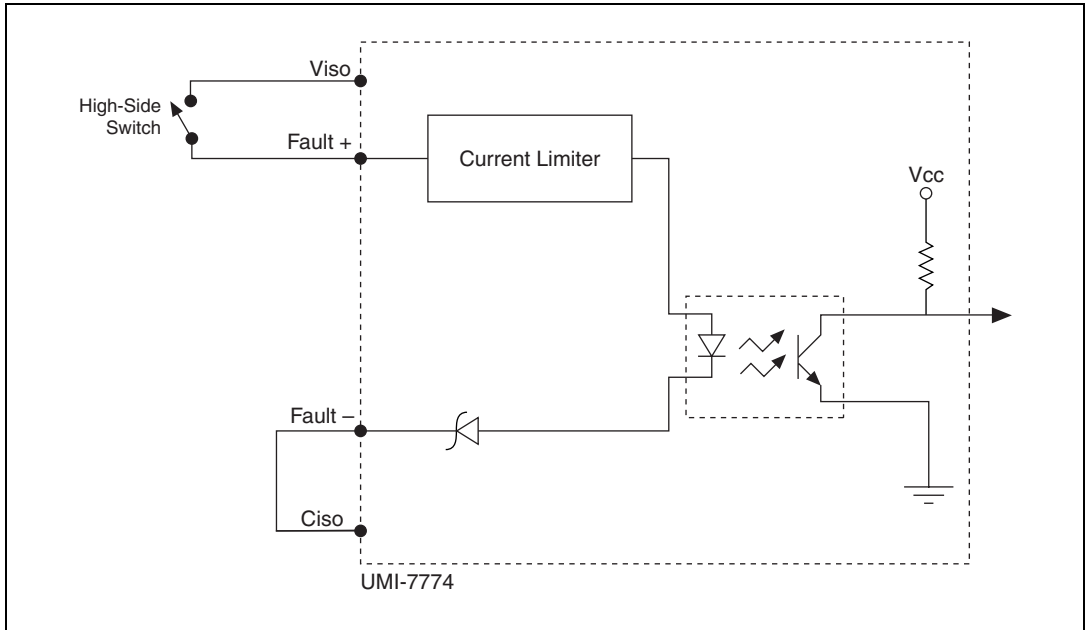 Viso
High-Side
Switch
Fault +
Current Limiter
Vcc
Fault –
Ciso
UMI-7774